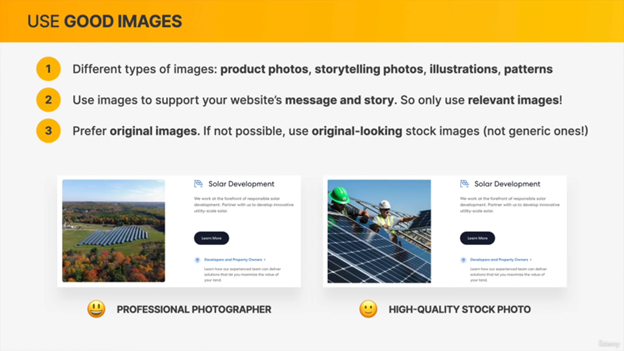 USE GOOD IMAGES
1 Different types of images: product photos, storytelling photos, illustrations, patterns
2 Use images to support your website's message and story. So only use relevant images!
3 Prefer original images. If not possible, use original-looking stock images (not generic ones!)
Solar Development
We work at the forefront of responsible solar
development. Partner with us to develop innovative
utility-scale solar.
Learn More
Developers and Property Owners
Learn how our experienced team can deliver
solutions that let you maximize the value of
your land.
PROFESSIONAL PHOTOGRAPHER
Solar Development
We work at the forefront of responsible solar
development. Partner with us to develop innovative
utility-scale solar.
Learn More
Developers and Property Owners
Learn how our experienced team can deliver
solutions that let you maximize the value of
your land.
HIGH-QUALITY STOCK PHOTO
Udemy